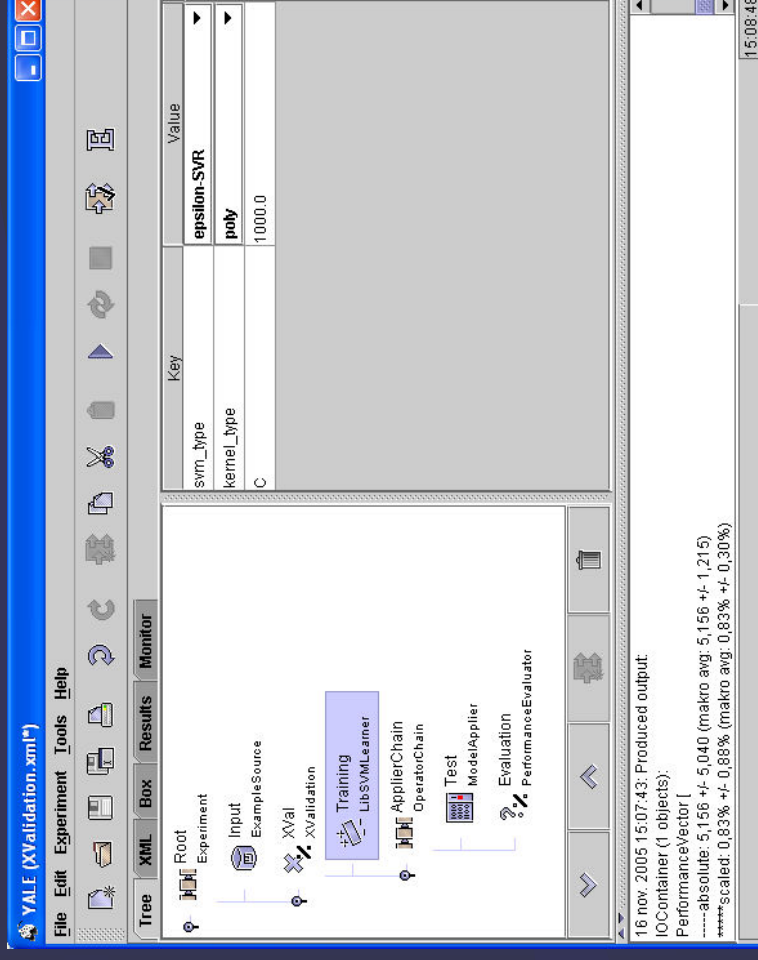 YALE (XValidation.xml*)
File Edit Experiment Tools Help
Tree XML Box Results Monitor
Root
Experiment
Input
ExampleSource
XVal
XValidation
Training
LibSVMLearner
ApplierChain
OperatorChain
Test
ModelApplier
Evaluation
PerformanceEvaluator
Key Value
svm_type epsilon-SVR
kernel_type poly
C 1000.0
16 nov. 2005 15:07:43: Produced output:
IOContainer (1 objects):
PerformanceVector [
-----absolute: 5,156 +/- 5,040 (makro avg: 5,156 +/- 1,215)
*****scaled: 0,83% +/- 0,88% (makro avg: 0,83% +/- 0,30%)
15:08:48